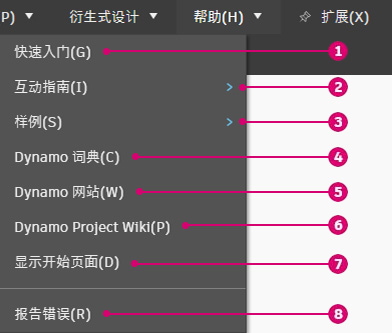 P) 衍生式设计 帮助(H) 扩展(X)
快速入门(G) 1
互动指南(I) 2
样例(S) 3
Dynamo 词典(C) 4
Dynamo 网站(W) 5
Dynamo Project Wiki(P) 6
显示开始页面(D) 7
报告错误(R) 8